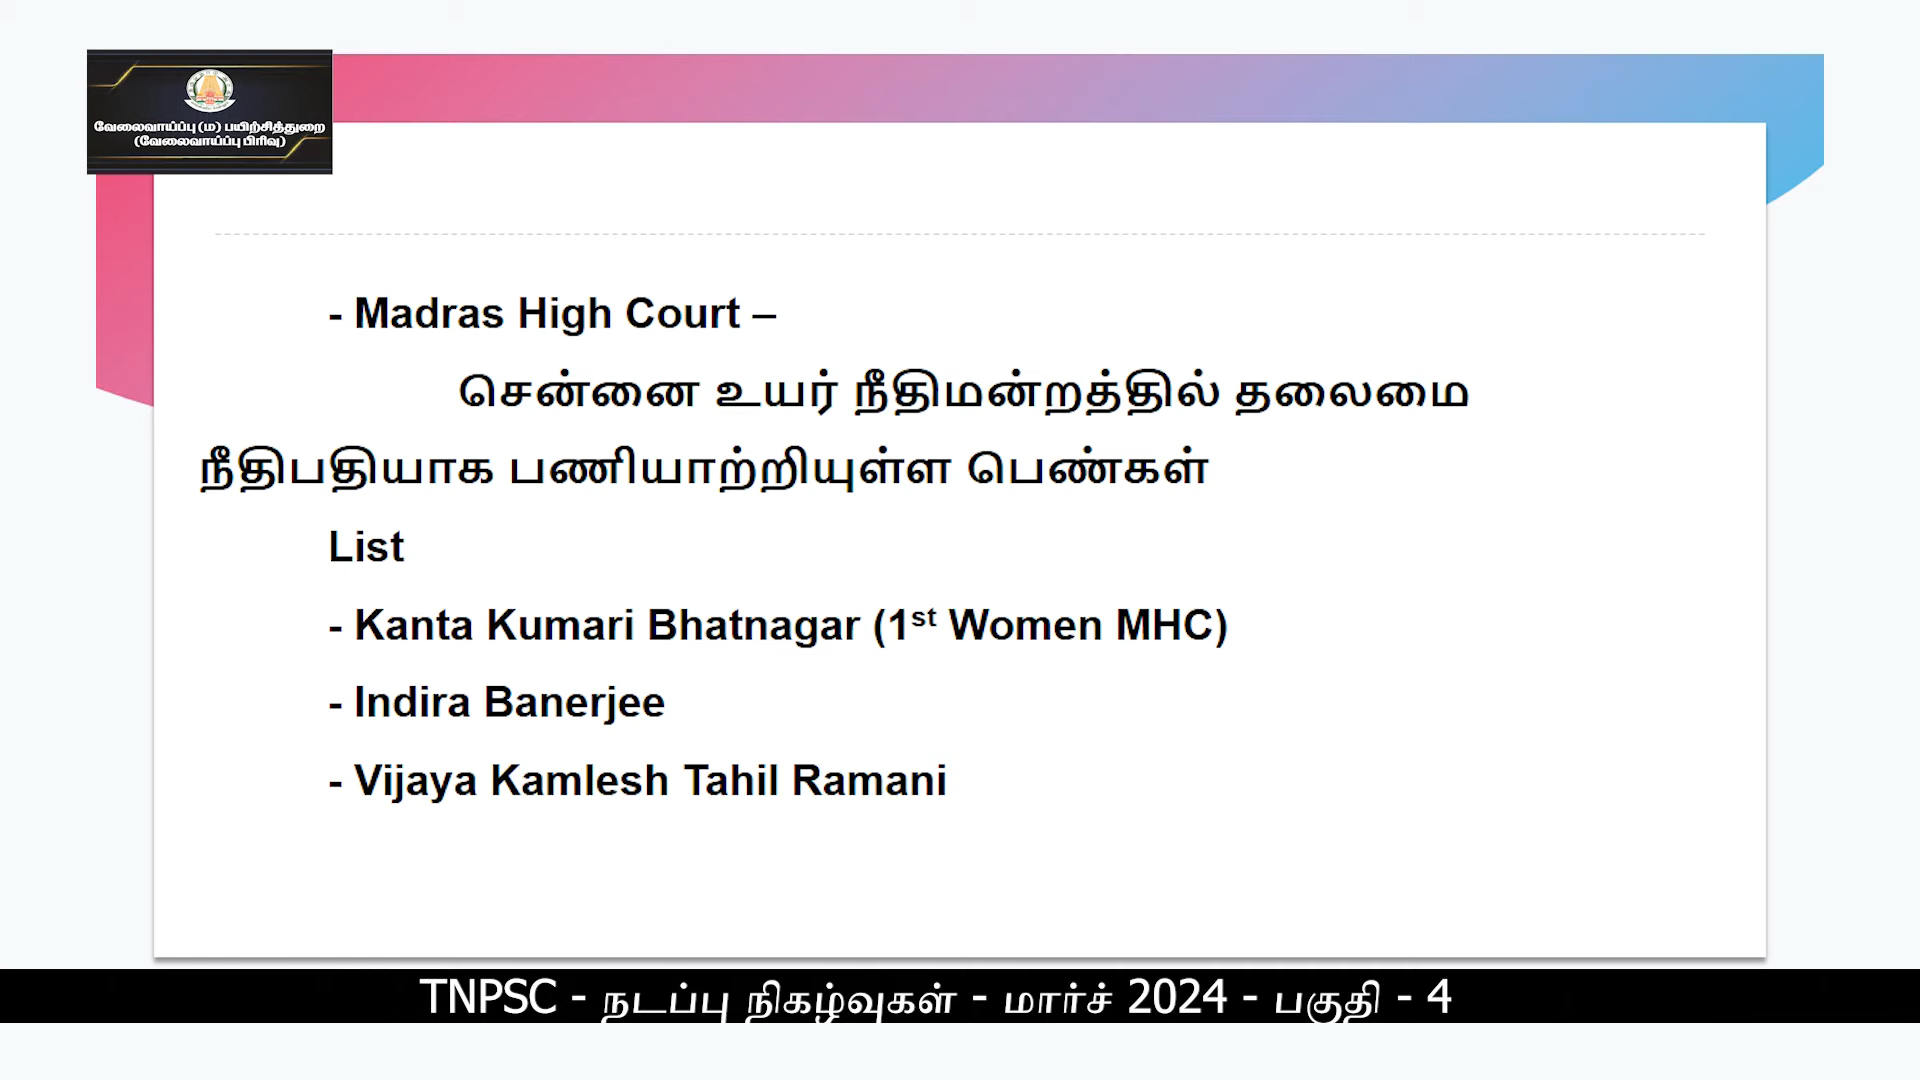 வேலைவாய்ப்பு (ம) பயிற்சித்துறை
(வேலைவாய்ப்பு பிரிவு)
- Madras High Court –
சென்னை உயர் நீதிமன்றத்தில் தலைமை
நீதிபதியாக பணியாற்றியுள்ள பெண்கள்
List
- Kanta Kumari Bhatnagar (1st Women MHC)
- Indira Banerjee
- Vijaya Kamlesh Tahil Ramani
TNPSC - நடப்பு நிகழ்வுகள் - மார்ச் 2024 - பகுதி - 4